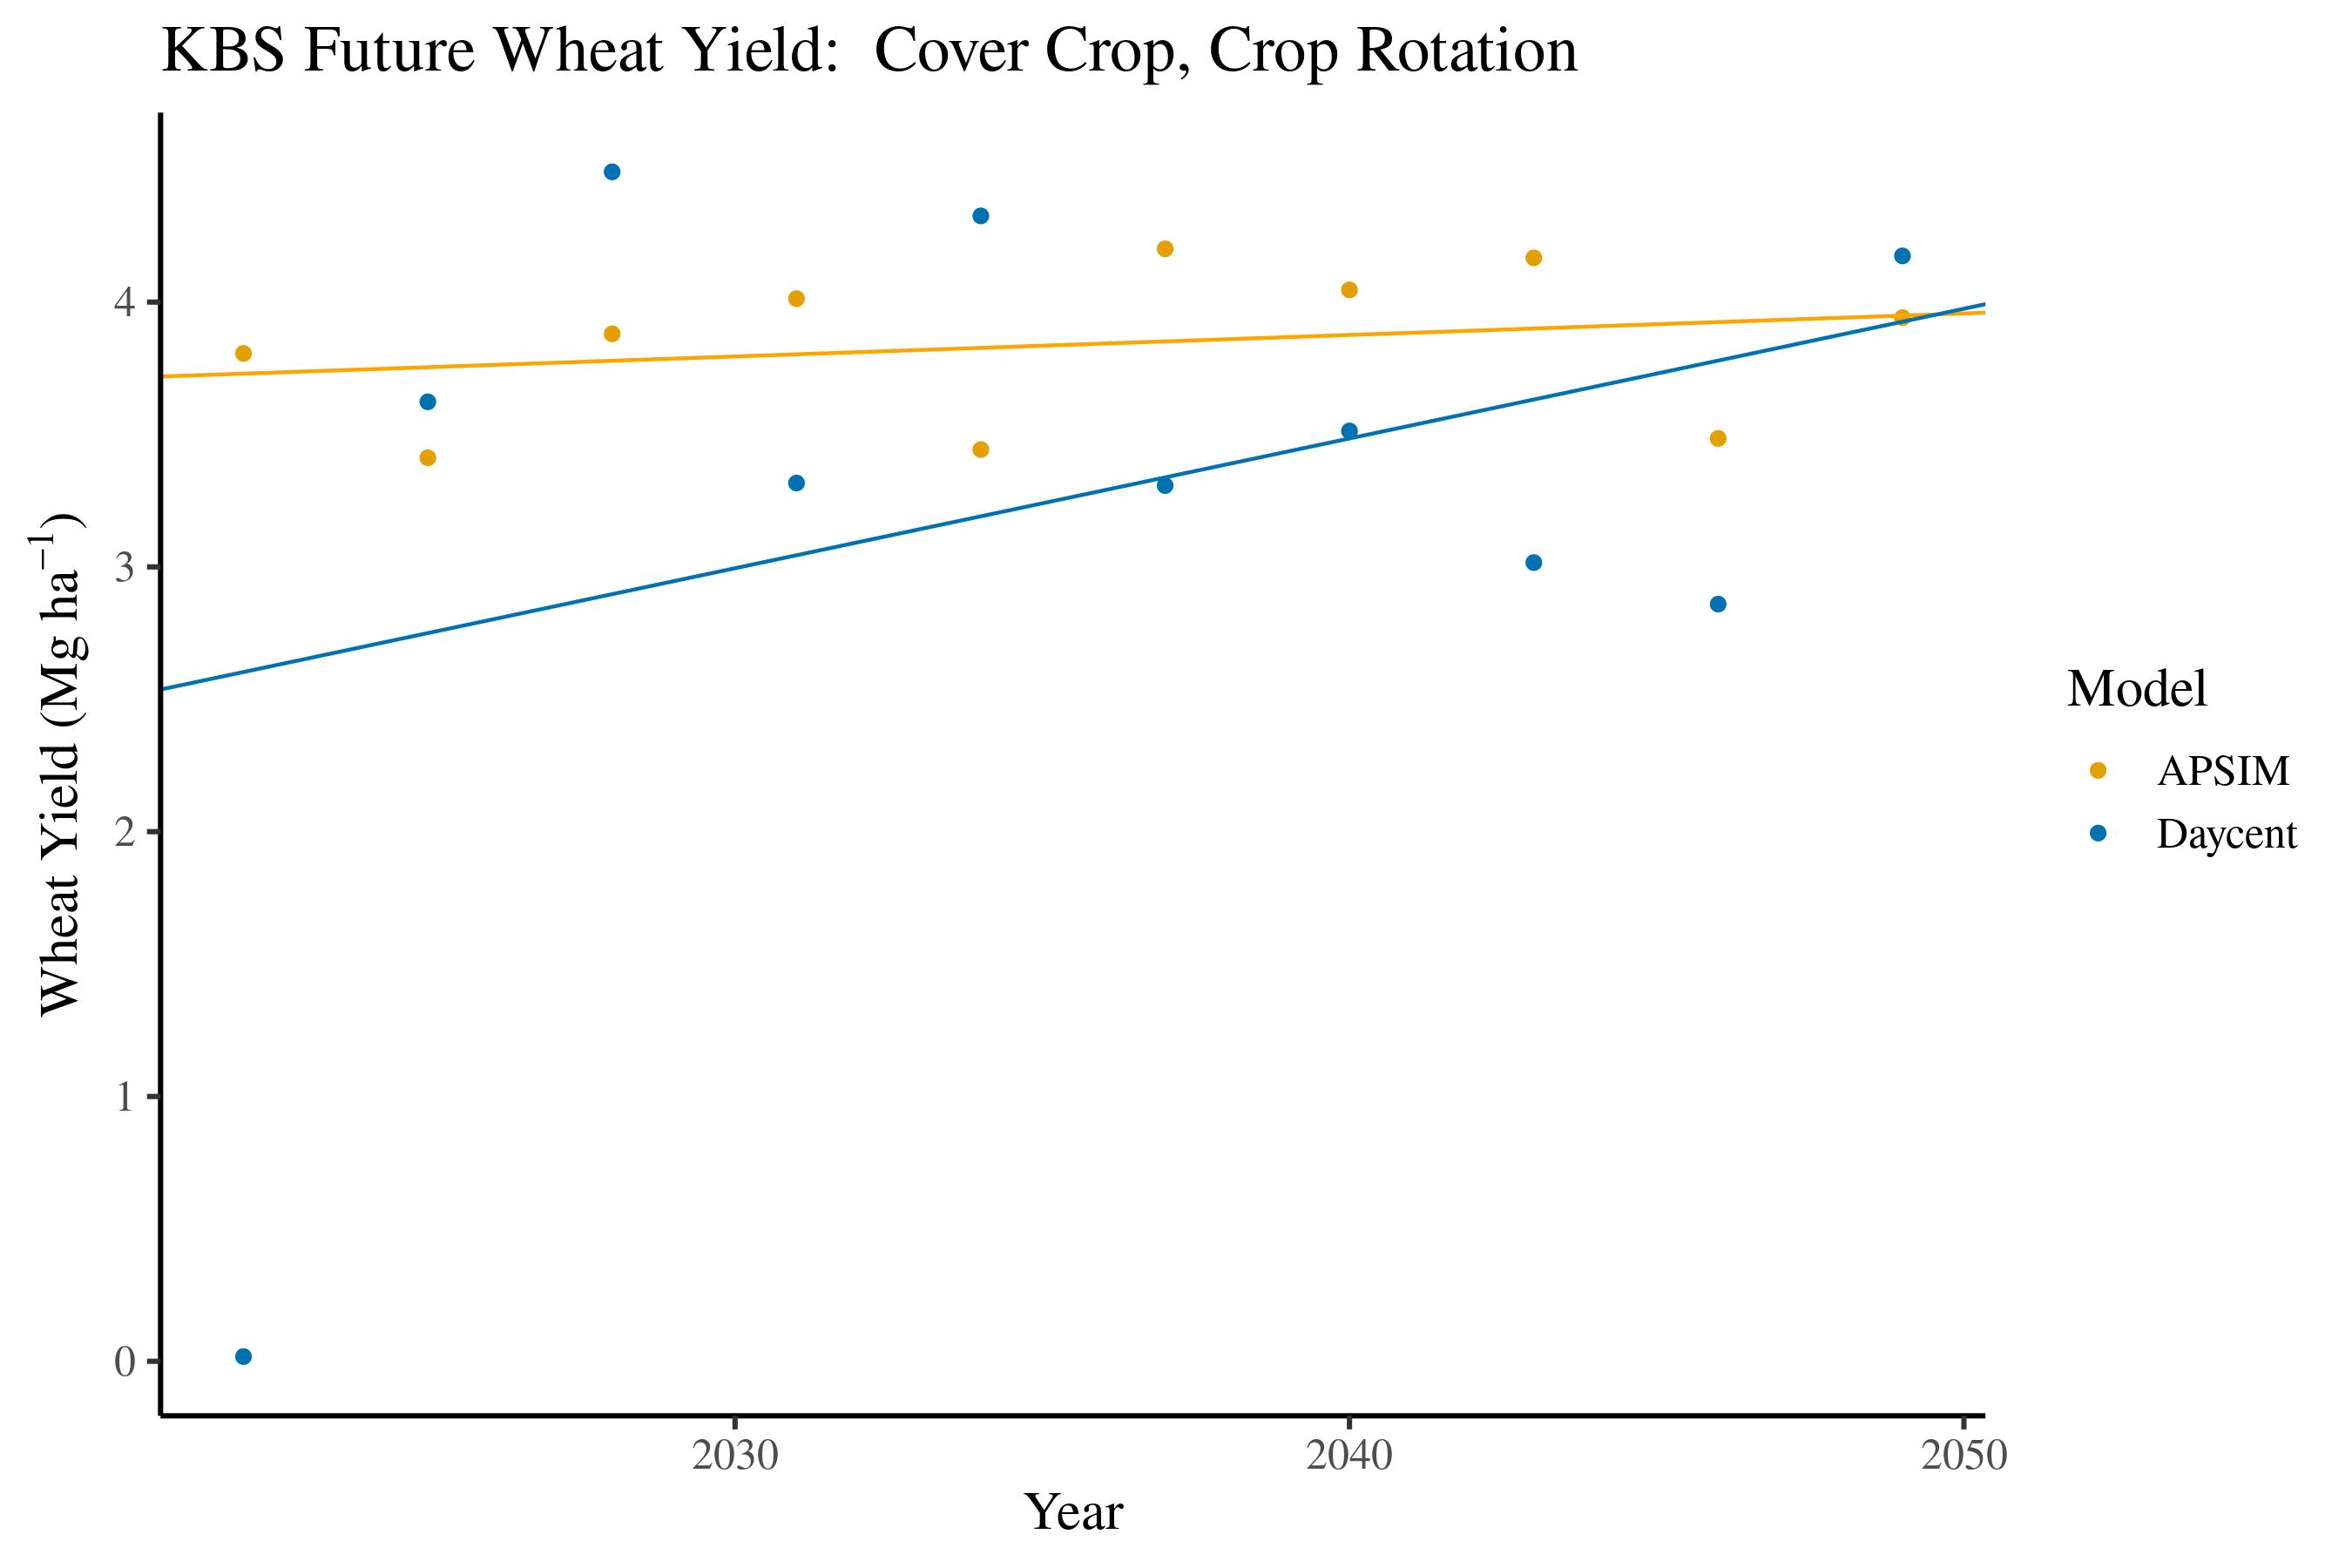 KBS Future Wheat Yield:  Cover Crop, Crop Rotation
Wheat Yield (Mg ha⁻¹)
4
3
2
1
0
2030
2040
2050
Year
Model
APSIM
Daycent